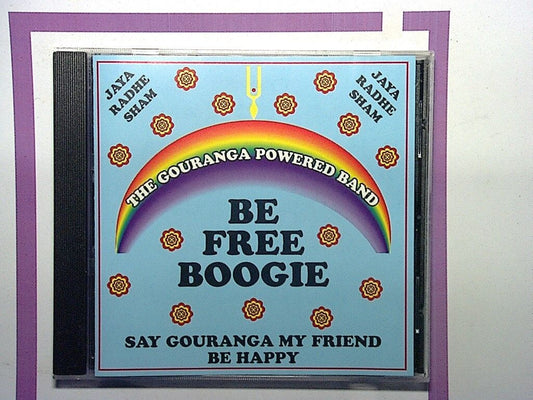 JAYA
RADHE
SHAM
JAYA
RADHE
SHAM
THE GOURANGA POWERED BAND
BE
FREE
BOOGIE
SAY GOURANGA MY FRIEND
BE HAPPY